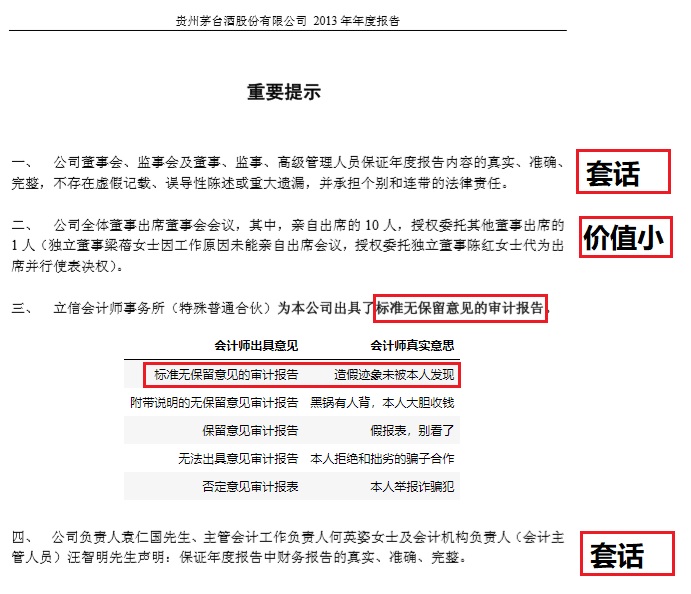 贵州茅台酒股份有限公司 2013 年年度报告
重要提示
一、 公司董事会、监事会及董事、监事、高级管理人员保证年度报告内容的真实、准确、
完整，不存在虚假记载、误导性陈述或重大遗漏，并承担个别和连带的法律责任。
套话
二、 公司全体董事出席董事会会议，其中，亲自出席的 10 人，授权委托其他董事出席的
1 人（独立董事梁蓓女士因工作原因未能亲自出席会议，授权委托独立董事陈红女士代为出
席并行使表决权）。
价值小
三、 立信会计师事务所（特殊普通合伙）为本公司出具了标准无保留意见的审计报告。
会计师出具意见 会计师真实意思
标准无保留意见的审计报告 造假迹象未被本人发现
附带说明的无保留意见审计报告 黑锅有人背，本人大胆收钱
保留意见审计报告 假报表，别看了
无法出具意见审计报告 本人拒绝和拙劣的骗子合作
否定意见审计报表 本人举报诈骗犯
四、 公司负责人袁仁国先生、主管会计工作负责人何英姿女士及会计机构负责人（会计主
管人员）汪智明先生声明：保证年度报告中财务报告的真实、准确、完整。
套话